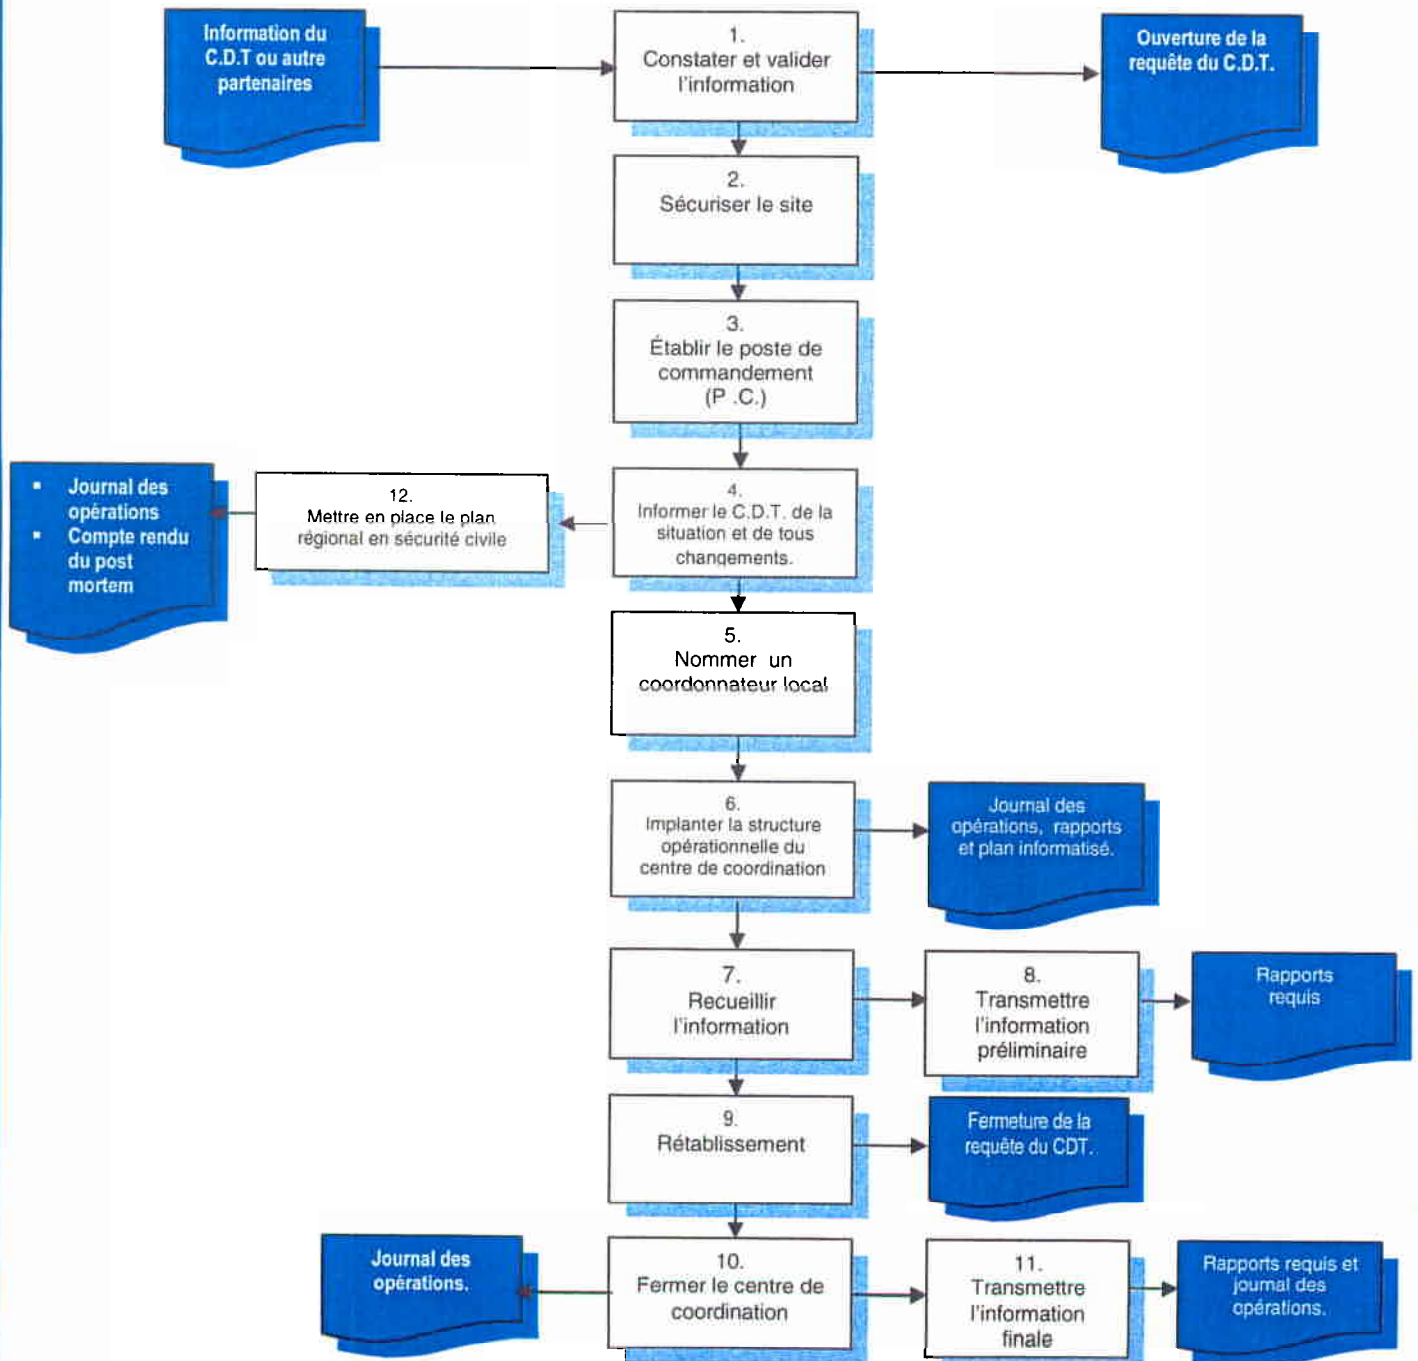 Information du
C.D.T ou autre
partenaires
1.
Constater et valider
l'information
Ouverture de la
requête du C.D.T.
2.
Sécuriser le site
3.
Établir le poste de
commandement
(P .C.)
▪ Journal des
opérations
▪ Compte rendu
du post
mortem
12.
Mettre en place le plan
régional en sécurité civile
4.
Informer le C.D.T. de la
situation et de tous
changements.
5.
Nommer un
coordonnateur local
6.
Implanter la structure
opérationnelle du
centre de coordination
Journal des
opérations, rapports
et plan informatisé.
7.
Recueillir
l'information
8.
Transmettre
l'information
préliminaire
Rapports
requis
9.
Rétablissement
Fermeture de la
requête du CDT.
Journal des
opérations.
10.
Fermer le centre de
coordination
11.
Transmettre
l'information
finale
Rapports requis et
journal des
opérations.